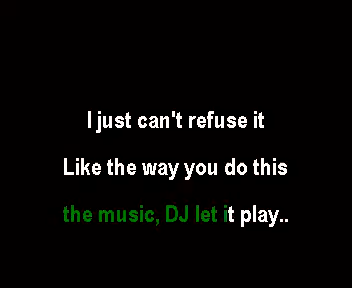 I just can't refuse it
Like the way you do this
the music, DJ let it play..